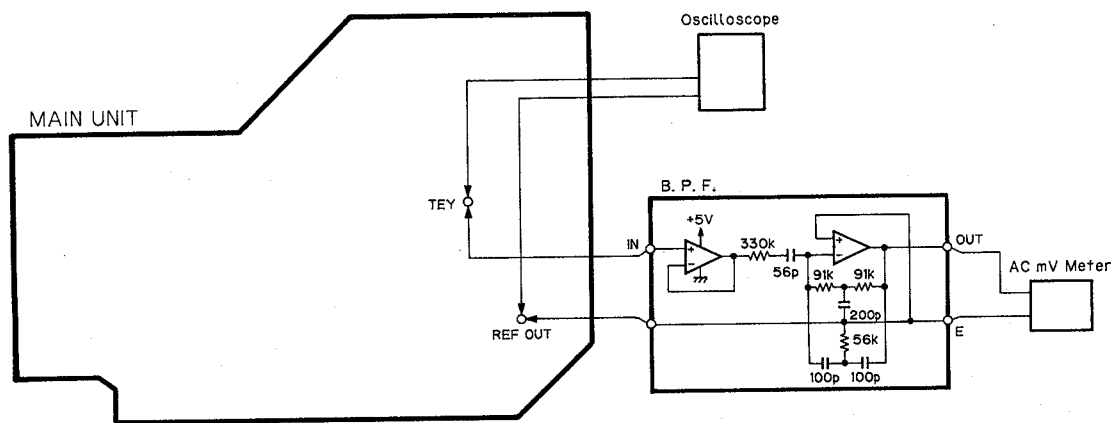 Oscilloscope
MAIN UNIT
TEY
B. P. F.
+5V
IN
330k
56p
+
−
+
−
OUT
91k
91k
AC mV Meter
200p
REF OUT
E
56k
100p
100p